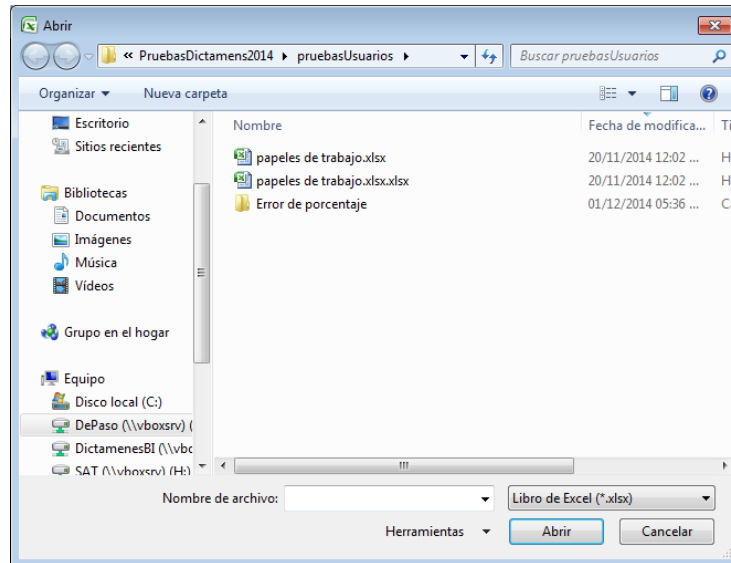 Abrir
« PruebasDictamens2014 pruebasUsuarios Buscar pruebasUsuarios
Organizar Nueva carpeta
Escritorio
Sitios recientes
Bibliotecas
Documentos
Imágenes
Música
Vídeos
Grupo en el hogar
Equipo
Disco local (C:)
DePaso (\\vboxsrv) (
DictamenesBI (\\vbc
SAT (\\vboxsrv) (H:)
Nombre Fecha de modifica... Ti
papeles de trabajo.xlsx 20/11/2014 12:02 ... H
papeles de trabajo.xlsx.xlsx 20/11/2014 12:02 ... H
Error de porcentaje 01/12/2014 05:36 ... C
Nombre de archivo: Libro de Excel (*.xlsx)
Herramientas Abrir Cancelar